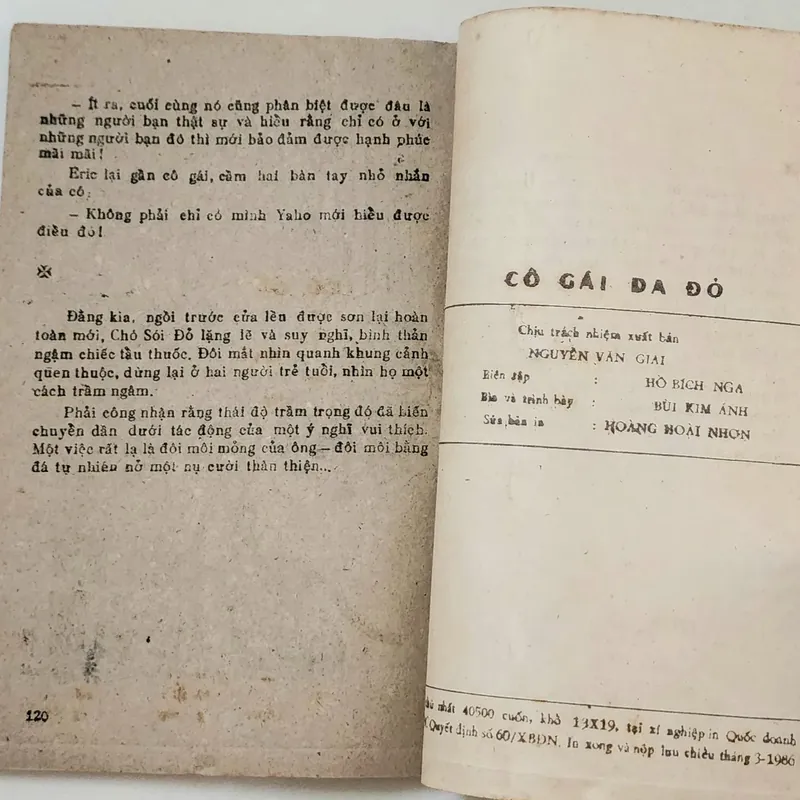 – Ít ra, cuối cùng nó cũng phân biệt được đâu là
những người bạn thật sự và hiểu rằng chỉ có ở với
những người bạn đó thì mới bảo đảm được hạnh phúc
mãi mãi!
Eric lại gần cô gái, cầm hai bàn tay nhỏ nhắn
của cô.
– Không phải chỉ có mình Yaho mới hiểu được
điều đó!
Đằng kia, ngồi trước cửa lều được sơn lại hoàn
toàn mới, Chó Sói Đỏ lặng lẽ và suy nghĩ, bình thản
ngậm chiếc tầu thuốc. Đôi mắt nhìn quanh khung cảnh
quen thuộc, dừng lại ở hai người trẻ tuổi, nhìn họ một
cách trầm ngâm.
Phải công nhận rằng thái độ trầm trọng độ đã biến
chuyển dần dưới tác động của một ý nghĩ vui thích.
Một việc rất lạ là đôi môi mỏng của ông – đôi môi bằng
đá tự nhiên nở một nụ cười thân thiện...
120
CÔ GÁI DA ĐỎ
Chịu trách nhiệm xuất bản
NGUYỄN VĂN GIAI
Biên tập : HỒ BÍCH NGA
Bìa và trình bày : BÙI KIM ÁNH
Sửa bản in : HOÀNG HOÀI NHƠN
nhất 40500 cuốn, khổ 13X19, tại xí nghiệp in Quốc doanh
Quyết định số 60/XBĐN. In xong và nộp lưu chiểu tháng 3-1986